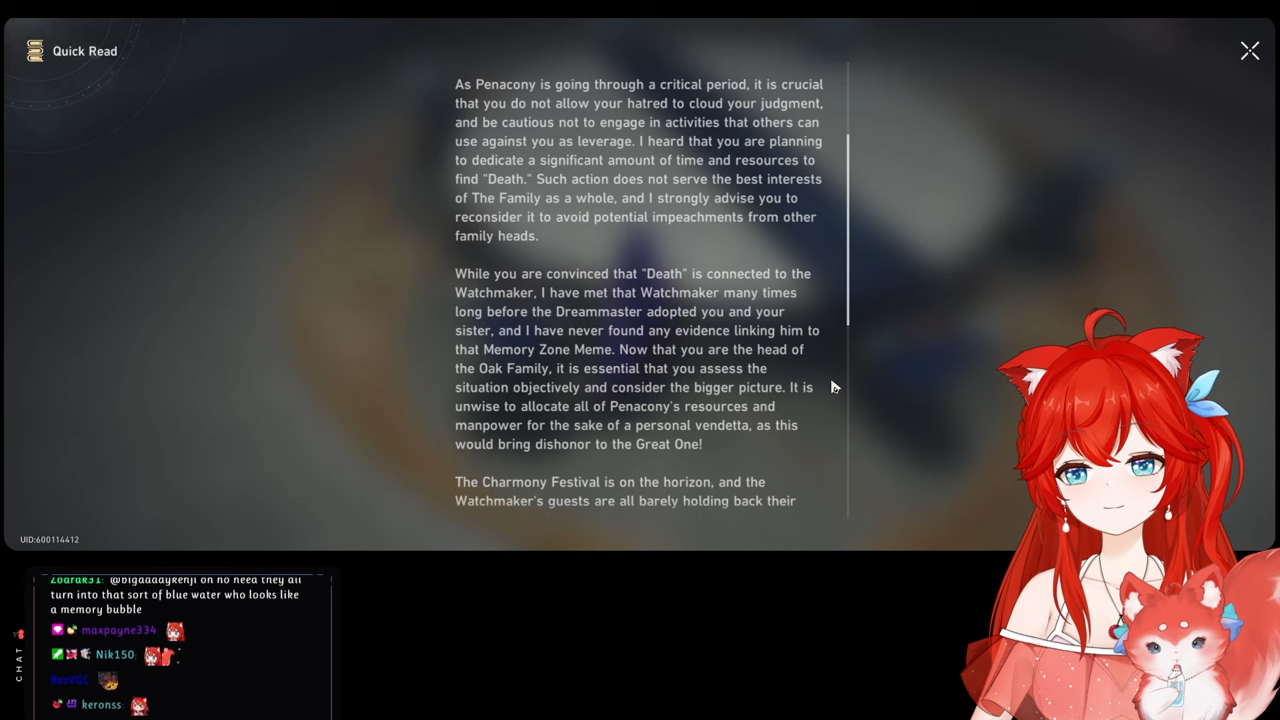 Quick Read
As Penacony is going through a critical period, it is crucial
that you do not allow your hatred to cloud your judgment,
and be cautious not to engage in activities that others can
use against you as leverage. I heard that you are planning
to dedicate a significant amount of time and resources to
find "Death." Such action does not serve the best interests
of The Family as a whole, and I strongly advise you to
reconsider it to avoid potential impeachments from other
family heads.
While you are convinced that "Death" is connected to the
Watchmaker, I have met that Watchmaker many times
long before the Dreammaster adopted you and your
sister, and I have never found any evidence linking him to
that Memory Zone Meme. Now that you are the head of
the Oak Family, it is essential that you assess the
situation objectively and consider the bigger picture. It is
unwise to allocate all of Penacony's resources and
manpower for the sake of a personal vendetta, as this
would bring dishonor to the Great One!
The Charmony Festival is on the horizon, and the
Watchmaker's guests are all barely holding back their
UID:600114412
CHAT
Zoarak31: @bigdaddykenji oh no need they all
turn into that sort of blue water who looks like
a memory bubble
maxpayne334:
Nik150:
RezVGC
keronss: